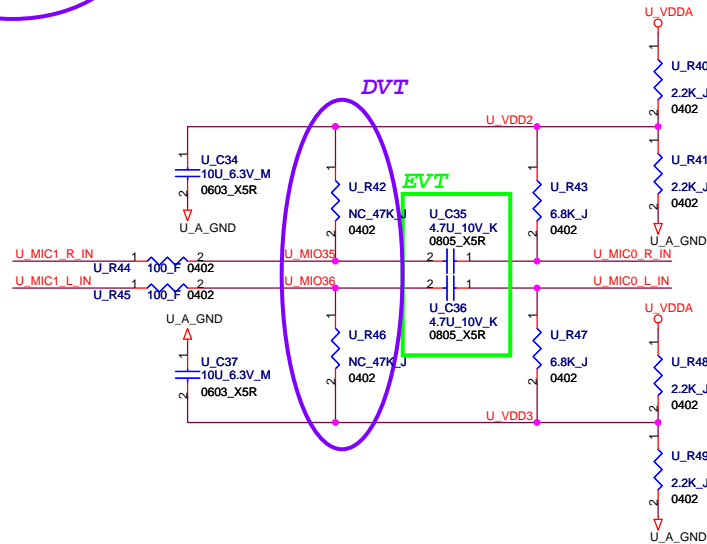 U_VDDA
1
U_R40
2.2K_J
2
0402
DVT
U_VDD2
1
U_C34
10U_6.3V_M
2
0603_X5R
U_A_GND
1
U_R42
NC_47K_J
2
0402
EVT
U_C35
4.7U_10V_K
0805_X5R
1
U_R43
6.8K_J
2
0402
1
U_R41
2.2K_J
2
0402
U_A_GND
U_MIC1_R_IN
1
2
U_R44
100_F
0402
U_MIO35
2
1
U_MIC0_R_IN
U_MIC1_L_IN
1
2
U_R45
100_F
0402
U_MIO36
2
1
U_MIC0_L_IN
U_C36
4.7U_10V_K
0805_X5R
U_A_GND
1
U_C37
10U_6.3V_M
2
0603_X5R
1
U_R46
NC_47K_J
2
0402
1
U_R47
6.8K_J
2
0402
U_VDDA
1
U_R48
2.2K_J
2
0402
U_VDD3
1
U_R49
2.2K_J
2
0402
U_A_GND